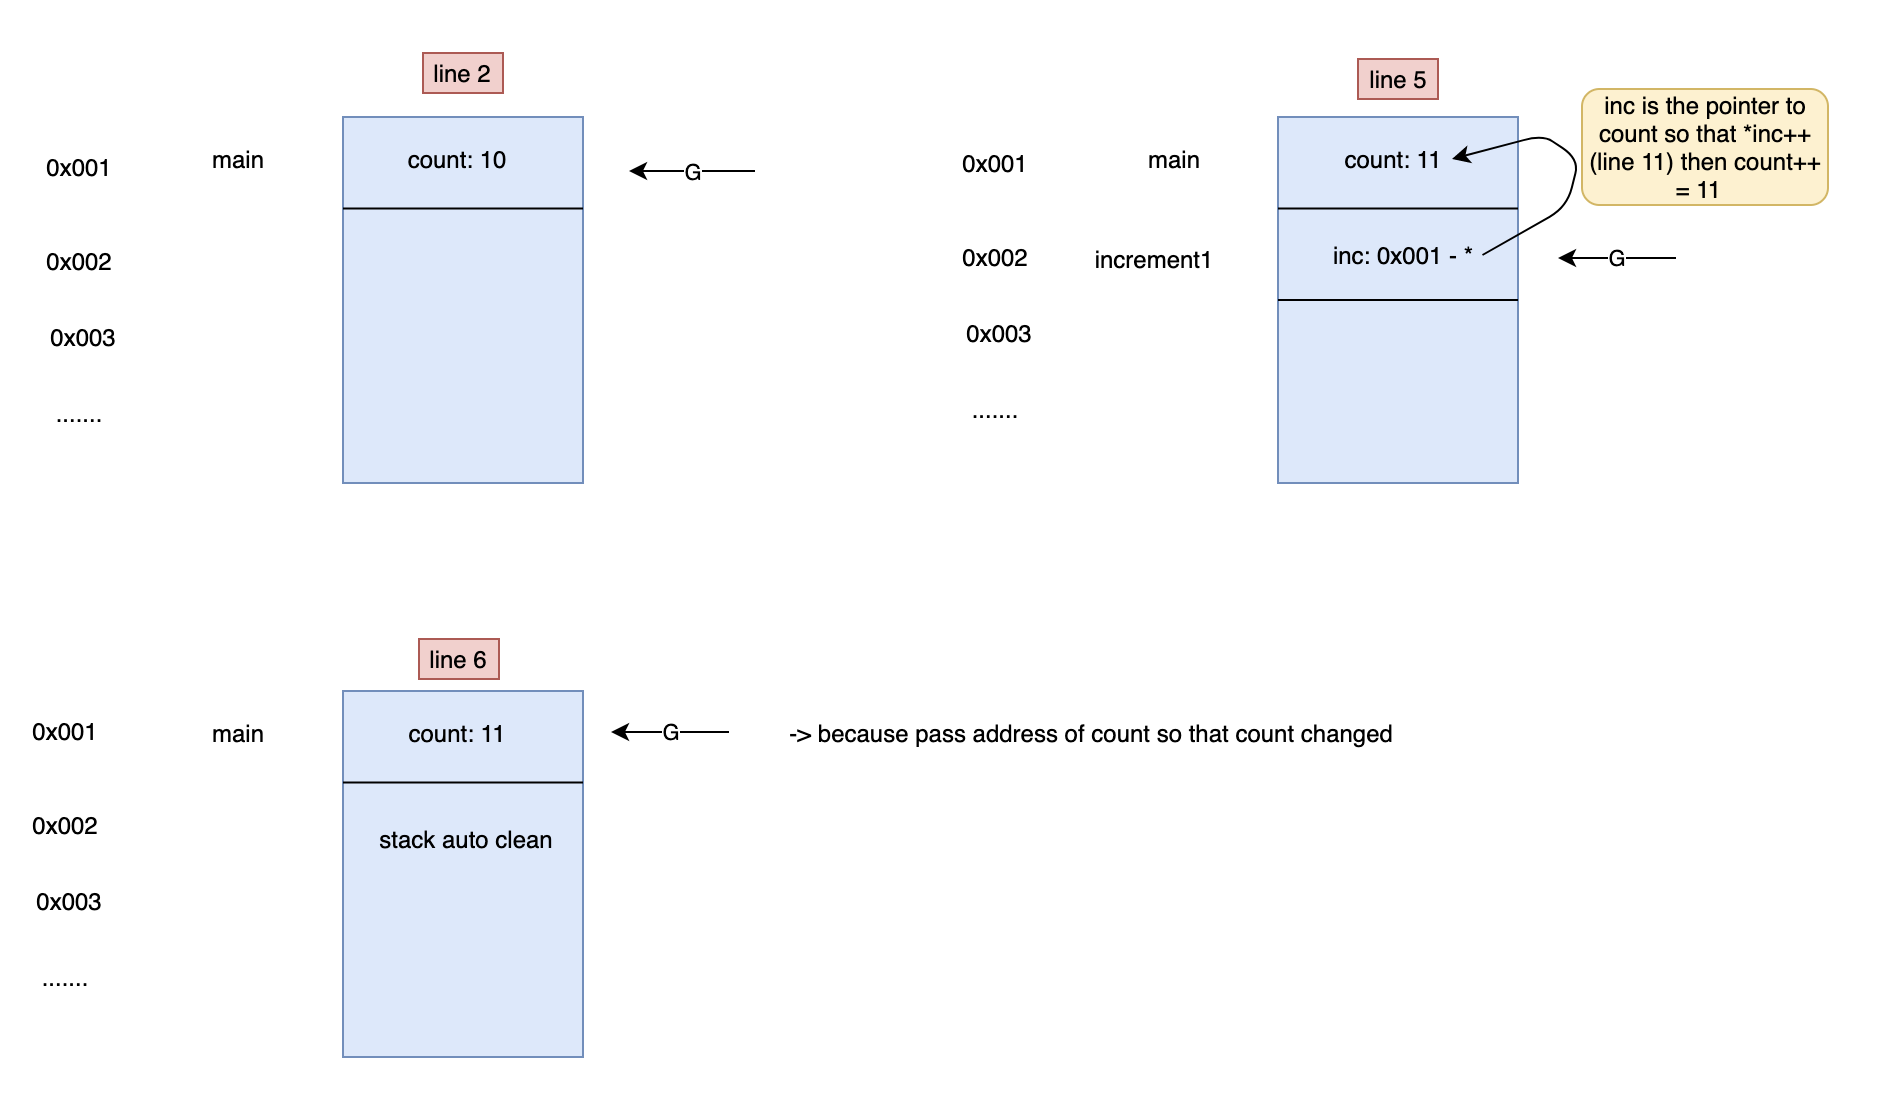 line 2
0x001
main
count: 10
G
0x002
0x003
.......
line 5
0x001
main
count: 11
inc is the pointer to
count so that *inc++
(line 11) then count++
= 11
0x002
increment1
inc: 0x001 - *
G
0x003
.......
line 6
0x001
main
count: 11
G
-> because pass address of count so that count changed
0x002
stack auto clean
0x003
.......